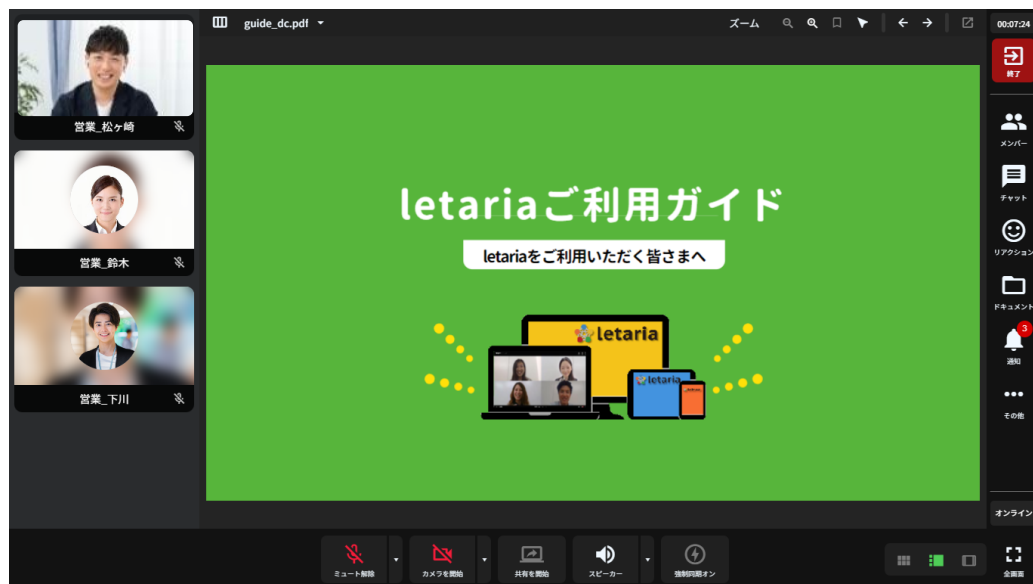 guide_dc.pdf
ズーム
00:07:24
終了
営業_松ヶ崎
営業_鈴木
営業_下川
letariaご利用ガイド
letariaをご利用いただく皆さまへ
letaria
letaria
メンバー
チャット
リアクション
ドキュメント
3
通知
その他
オンライン
ミュート解除
カメラを開始
共有を開始
スピーカー
強制同期オン
全画面